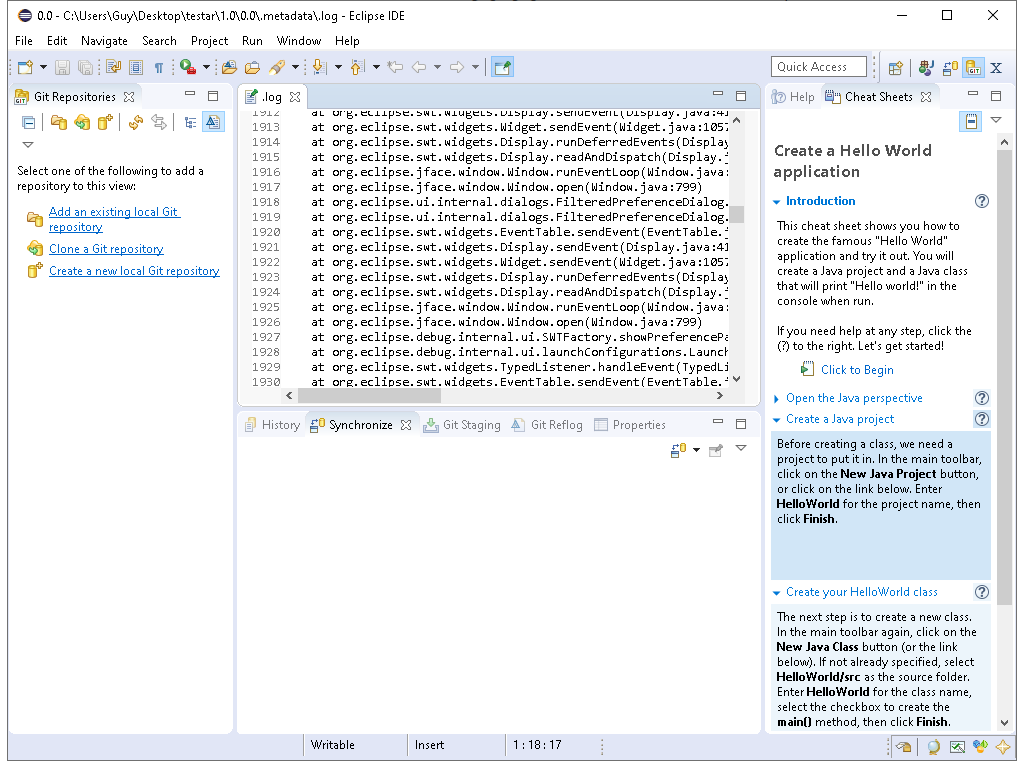 0.0 - C:\Users\Guy\Desktop\testar\1.0\0.0\.metadata\.log - Eclipse IDE
File Edit Navigate Search Project Run Window Help
Quick Access
Git Repositories
Select one of the following to add a
repository to this view:
Add an existing local Git
repository
Clone a Git repository
Create a new local Git repository
.log
1912 at org.eclipse.swt.widgets.Display.sendEvent(Display.java:41
1913 at org.eclipse.swt.widgets.Widget.sendEvent(Widget.java:1057
1914 at org.eclipse.swt.widgets.Display.runDeferredEvents(Display
1915 at org.eclipse.swt.widgets.Display.readAndDispatch(Display.j
1916 at org.eclipse.jface.window.Window.runEventLoop(Window.java:
1917 at org.eclipse.jface.window.Window.open(Window.java:799)
1918 at org.eclipse.ui.internal.dialogs.FilteredPreferenceDialog.
1919 at org.eclipse.ui.internal.dialogs.FilteredPreferenceDialog.
1920 at org.eclipse.swt.widgets.EventTable.sendEvent(EventTable.j
1921 at org.eclipse.swt.widgets.Display.sendEvent(Display.java:41
1922 at org.eclipse.swt.widgets.Widget.sendEvent(Widget.java:1057
1923 at org.eclipse.swt.widgets.Display.runDeferredEvents(Display
1924 at org.eclipse.swt.widgets.Display.readAndDispatch(Display.j
1925 at org.eclipse.jface.window.Window.runEventLoop(Window.java:
1926 at org.eclipse.jface.window.Window.open(Window.java:799)
1927 at org.eclipse.debug.internal.ui.SWTFactory.showPreferencePa
1928 at org.eclipse.debug.internal.ui.launchConfigurations.Launch
1929 at org.eclipse.swt.widgets.TypedListener.handleEvent(TypedLi
1930 at org.eclipse.swt.widgets.EventTable.sendEvent(EventTable.j
History Synchronize Git Staging Git Reflog Properties
Help Cheat Sheets
Create a Hello World
application
Introduction
This cheat sheet shows you how to
create the famous "Hello World"
application and try it out. You will
create a Java project and a Java class
that will print "Hello world!" in the
console when run.
If you need help at any step, click the
(?) to the right. Let's get started!
Click to Begin
Open the Java perspective
Create a Java project
Before creating a class, we need a
project to put it in. In the main toolbar,
click on the New Java Project button,
or click on the link below. Enter
HelloWorld for the project name, then
click Finish.
Create your HelloWorld class
The next step is to create a new class.
In the main toolbar again, click on the
New Java Class button (or the link
below). If not already specified, select
HelloWorld/src as the source folder.
Enter HelloWorld for the class name,
select the checkbox to create the
main() method, then click Finish.
Writable Insert 1 : 18 : 17